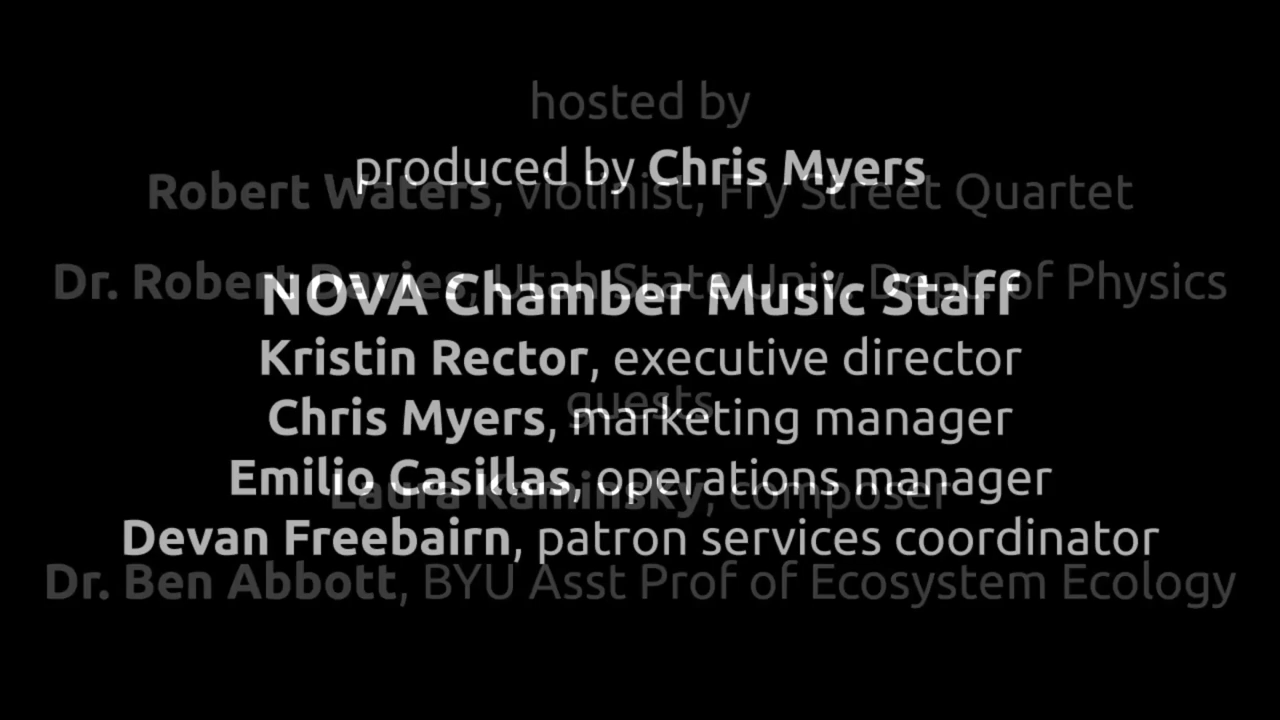 hosted by
produced by Chris Myers
Robert Waters, violinist, Fry Street Quartet
Dr. Robert Davies, Utah State Univ. Dept. of Physics
NOVA Chamber Music Staff
Kristin Rector, executive director
guests
Chris Myers, marketing manager
Emilio Casillas, operations manager
Laura Kaminsky, composer
Devan Freebairn, patron services coordinator
Dr. Ben Abbott, BYU Asst Prof of Ecosystem Ecology